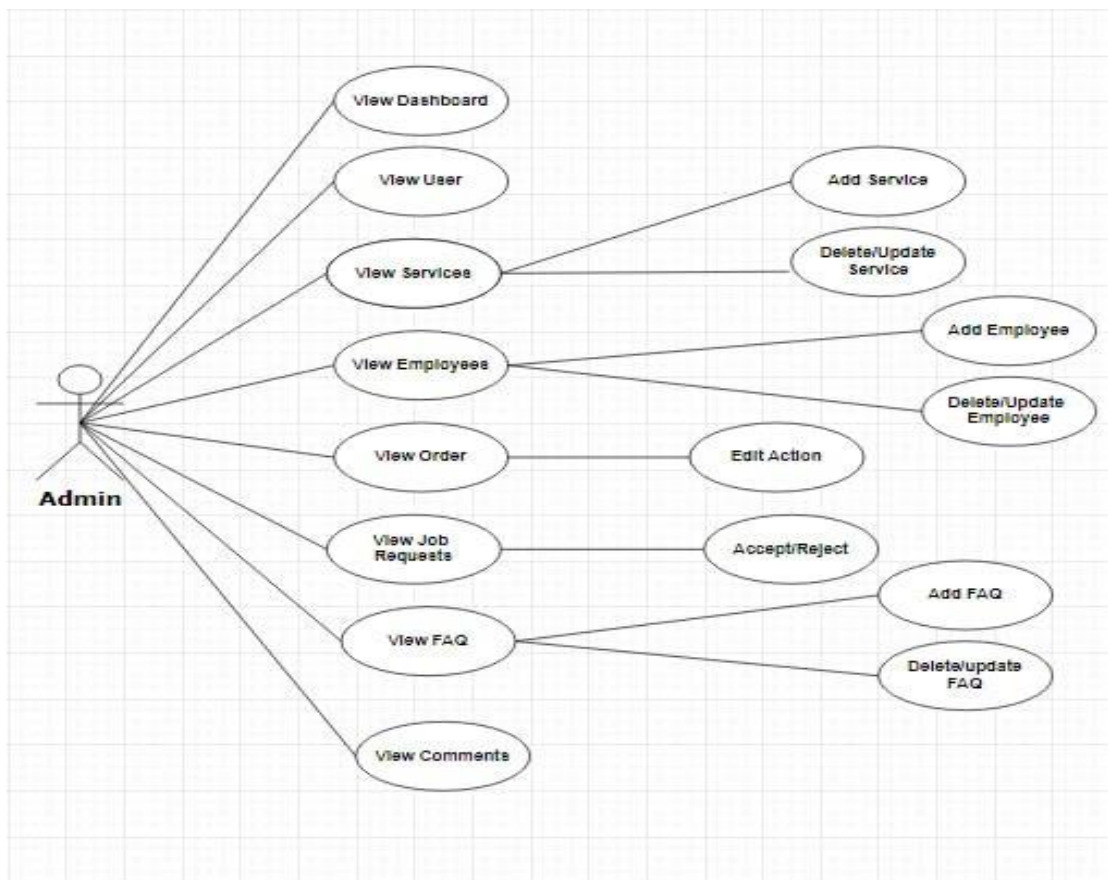 View Dashboard
View User
Add Service
View Services
Delete/Update
Service
Add Employee
View Employees
Delete/Update
Employee
View Order
Edit Action
Admin
View Job
Requests
Accept/Reject
Add FAQ
View FAQ
Delete/update
FAQ
View Comments